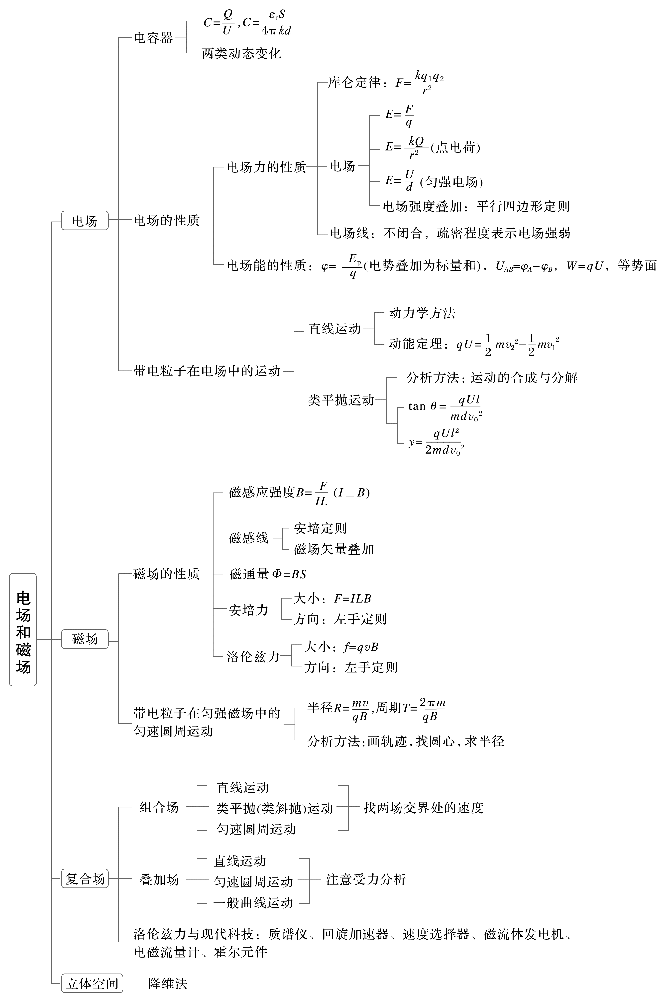 C=Q/U,C=εrS/4πkd
电容器
两类动态变化
库仑定律：F=kq₁q₂/r²
E=F/q
E=kQ/r²(点电荷)
电场力的性质
电场
E=U/d(匀强电场)
电场强度叠加：平行四边形定则
电场
电场的性质
电场线：不闭合，疏密程度表示电场强弱
电场能的性质：φ=Ep/q(电势叠加为标量和)，U_AB=φ_A-φ_B，W=qU，等势面
动力学方法
直线运动
动能定理：qU=1/2mv₂²-1/2mv₁²
带电粒子在电场中的运动
分析方法：运动的合成与分解
类平抛运动
tan θ=qUl/mdv₀²
y=qUl²/2mdv₀²
磁感应强度B=F/IL(I⊥B)
安培定则
磁感线
磁场矢量叠加
磁场的性质
磁通量Φ=BS
大小：F=ILB
安培力
方向：左手定则
电场和磁场
磁场
大小：f=qvB
洛伦兹力
方向：左手定则
半径R=mv/qB,周期T=2πm/qB
带电粒子在匀强磁场中的
匀速圆周运动
分析方法:画轨迹,找圆心,求半径
直线运动
组合场
类平抛(类斜抛)运动
找两场交界处的速度
匀速圆周运动
直线运动
复合场
叠加场
匀速圆周运动
注意受力分析
一般曲线运动
洛伦兹力与现代科技：质谱仪、回旋加速器、速度选择器、磁流体发电机、
电磁流量计、霍尔元件
立体空间
降维法